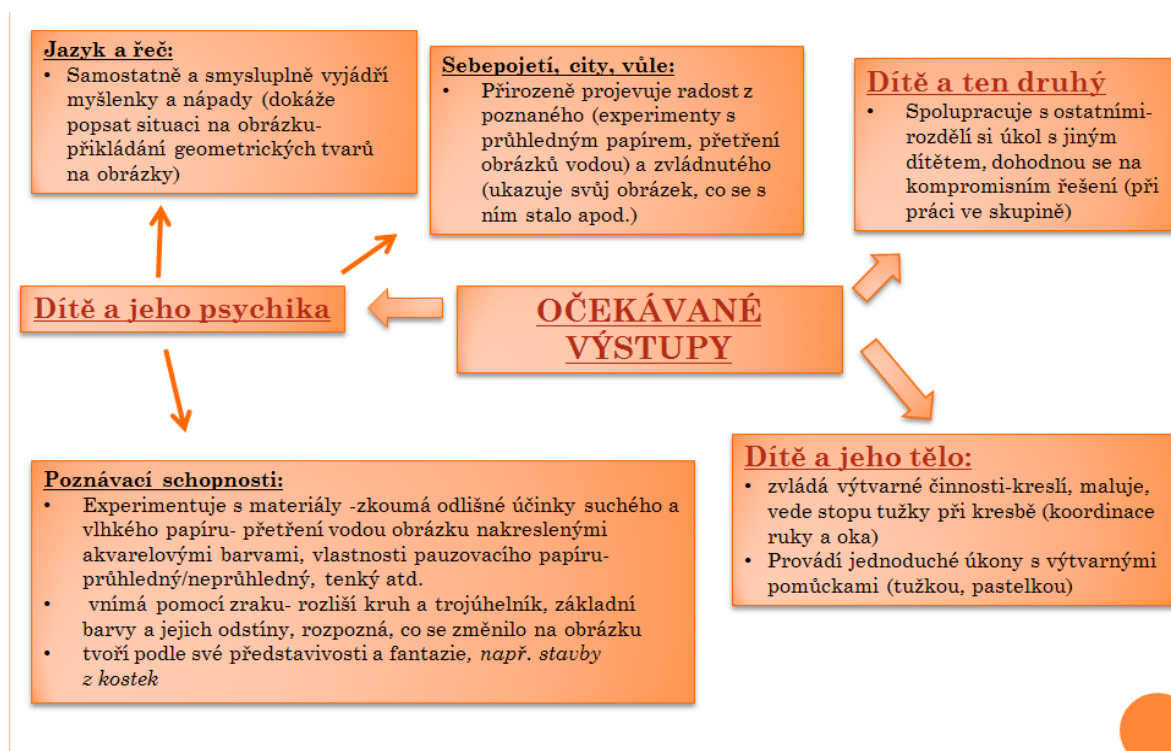 Jazyk a řeč:
• Samostatně a smysluplně vyjádří
myšlenky a nápady (dokáže
popsat situaci na obrázku-
přikládání geometrických tvarů
na obrázky)
Sebepojetí, city, vůle:
• Přirozeně projevuje radost z
poznaného (experimenty s
průhledným papírem, přetření
obrázků vodou) a zvládnutého
(ukazuje svůj obrázek, co se s
ním stalo apod.)
Dítě a ten druhý
• Spolupracuje s ostatními-
rozdělí si úkol s jiným
dítětem, dohodnou se na
kompromisním řešení (při
práci ve skupině)
Dítě a jeho psychika
OČEKÁVANÉ
VÝSTUPY
Poznávací schopnosti:
• Experimentuje s materiály -zkoumá odlišné účinky suchého a
vlhkého papíru- přetření vodou obrázku nakreslenými
akvarelovými barvami, vlastnosti pauzovacího papíru-
průhledný/neprůhledný, tenký atd.
• vnímá pomocí zraku- rozliší kruh a trojúhelník, základní
barvy a jejich odstíny, rozpozná, co se změnilo na obrázku
• tvoří podle své představivosti a fantazie, např. stavby
z kostek
Dítě a jeho tělo:
• zvládá výtvarné činnosti-kreslí, maluje,
vede stopu tužky při kresbě (koordinace
ruky a oka)
• Provádí jednoduché úkony s výtvarnými
pomůckami (tužkou, pastelkou)